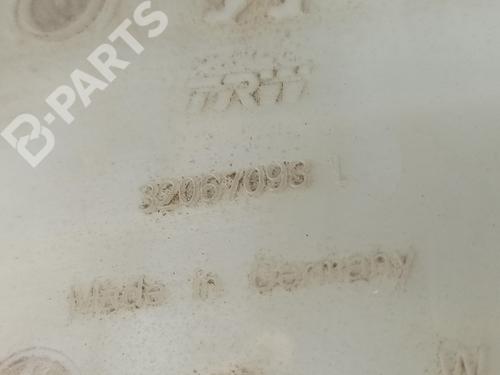 B-PARTS
TRW
32067093 L
Made in Germany
W